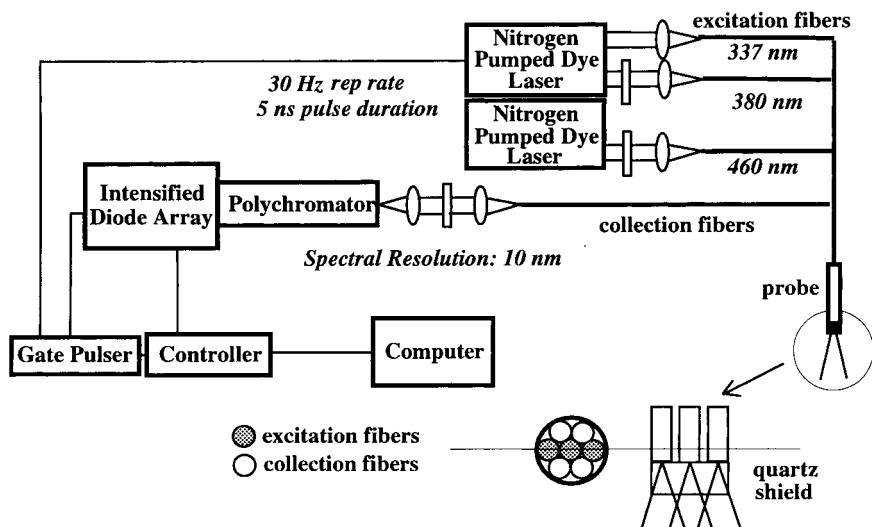 excitation fibers
Nitrogen
Pumped Dye
Laser
337 nm
30 Hz rep rate
5 ns pulse duration
380 nm
Nitrogen
Pumped Dye
Laser
460 nm
Intensified
Diode Array
Polychromator
collection fibers
Spectral Resolution: 10 nm
probe
Gate Pulser
Controller
Computer
excitation fibers
collection fibers
quartz
shield